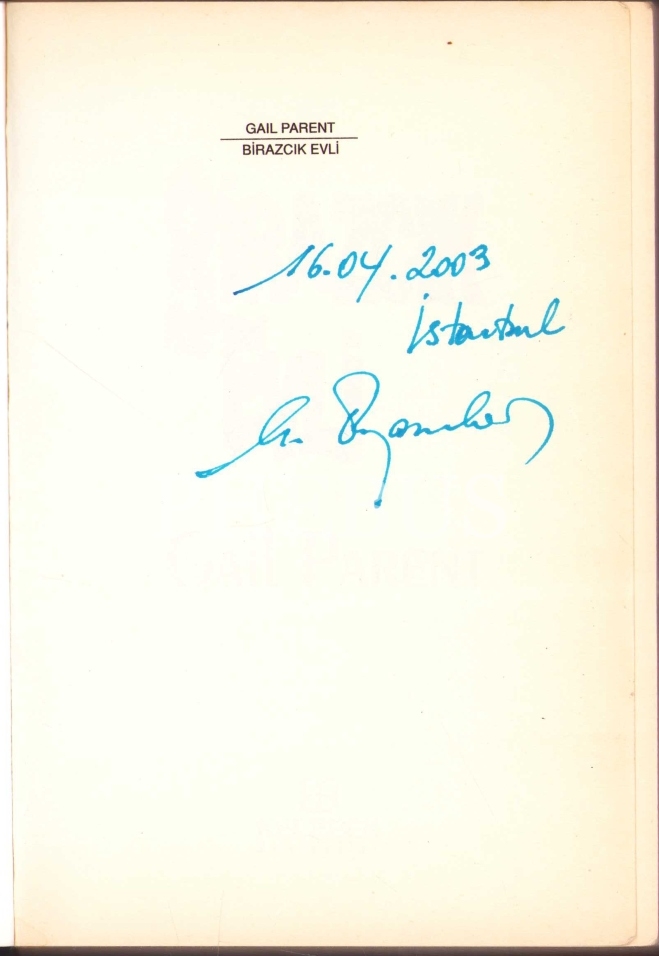 GAIL PARENT
BİRAZCIK EVLİ
16.04.2003
İstanbul